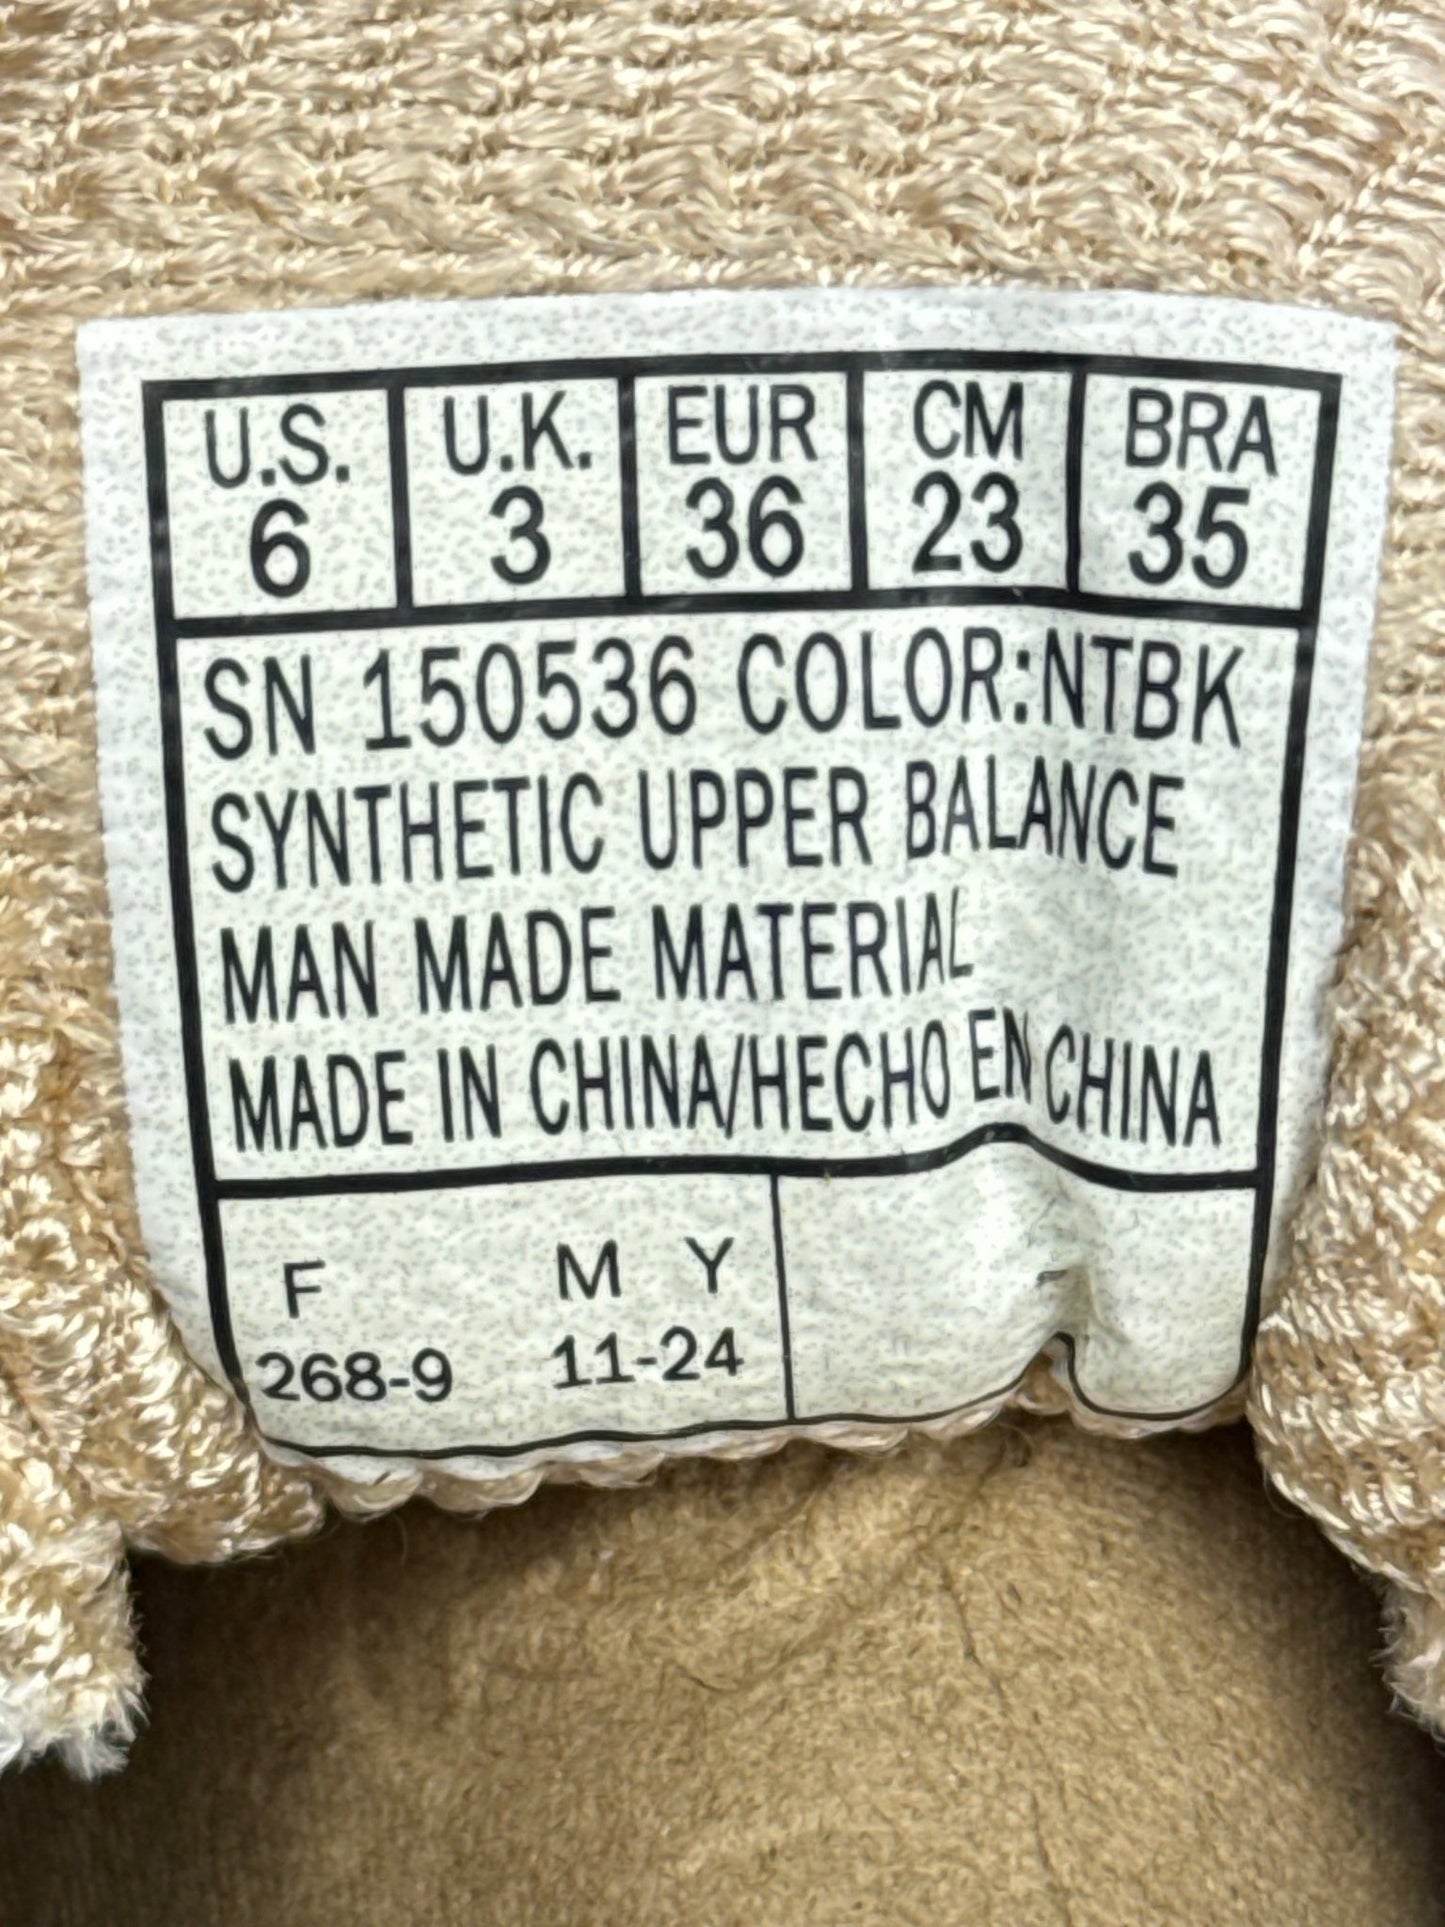 U.S. U.K. EUR CM BRA
6 3 36 23 35
SN 150536 COLOR:NTBK
SYNTHETIC UPPER BALANCE
MAN MADE MATERIAL
MADE IN CHINA/HECHO EN CHINA
F M Y
268-9 11-24